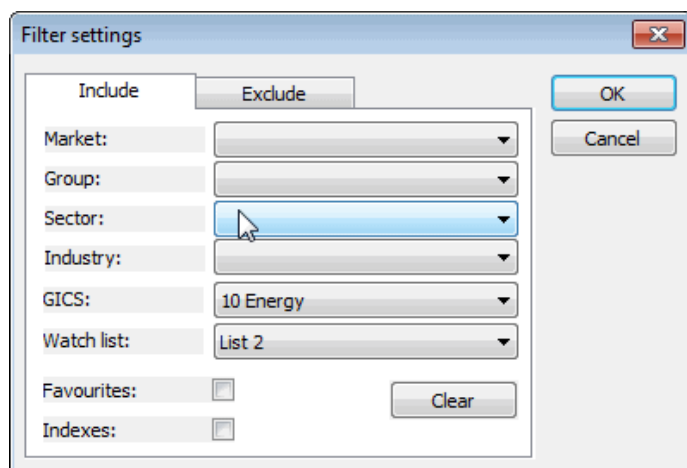 Filter settings
Include Exclude OK
Market: Cancel
Group:
Sector:
Industry:
GICS: 10 Energy
Watch list: List 2
Favourites: Clear
Indexes: